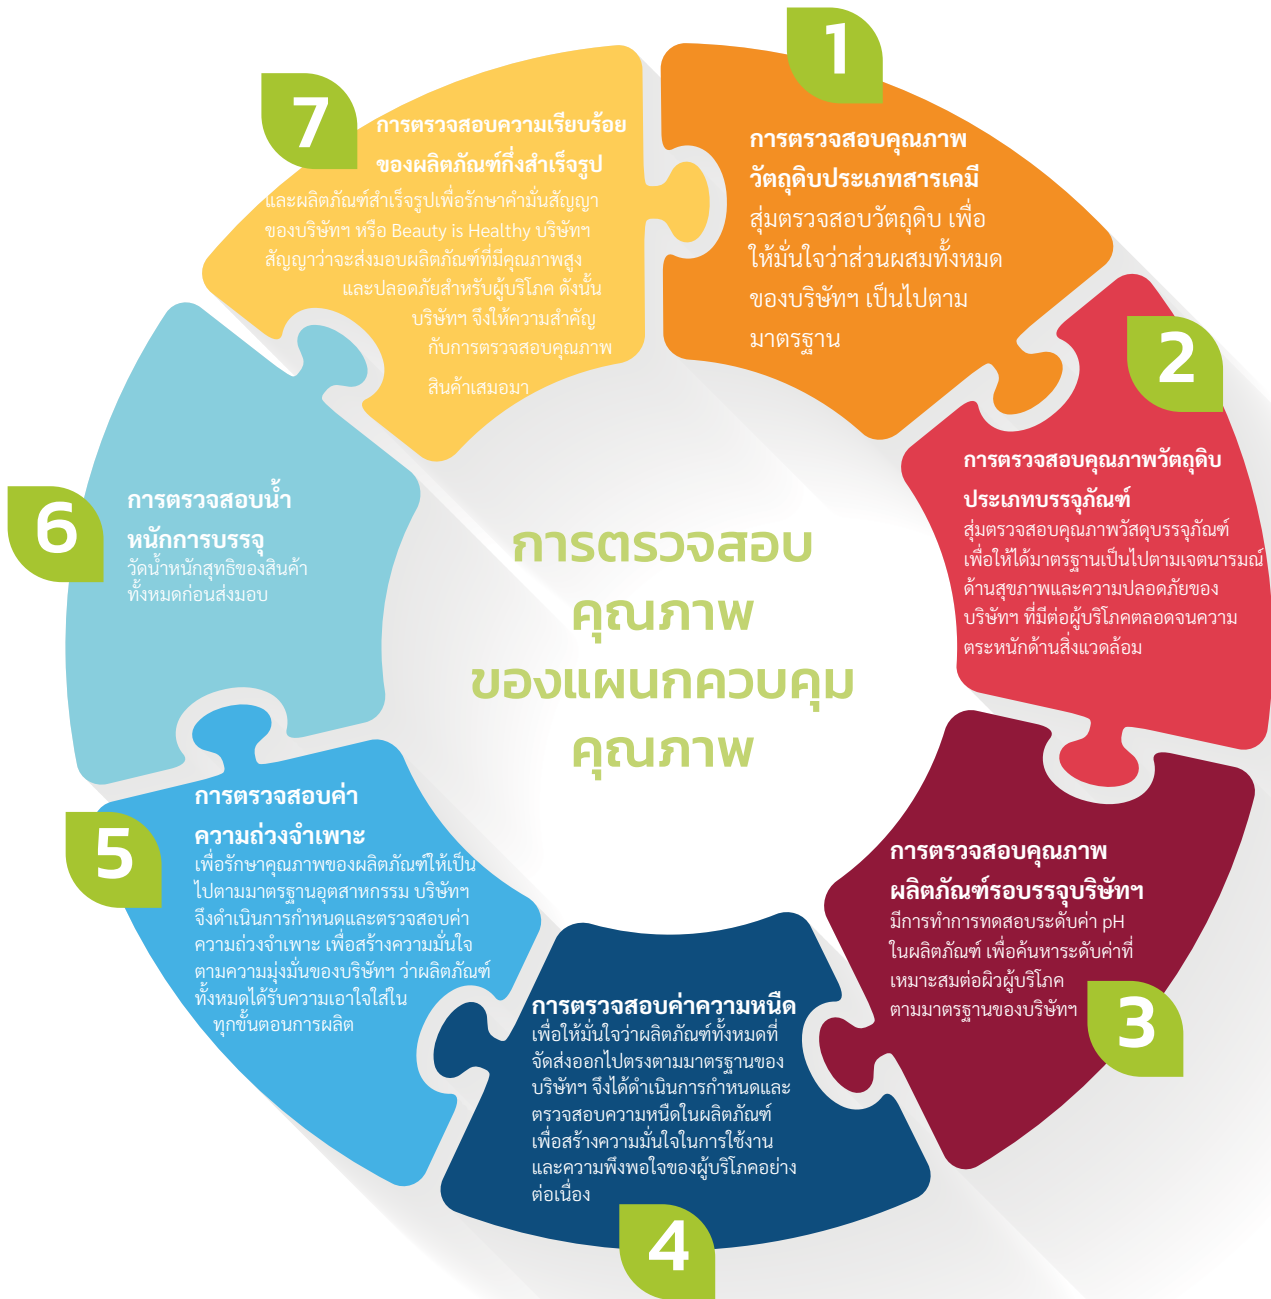 การตรวจสอบ
คุณภาพ
ของแผนกควบคุม
คุณภาพ
1
การตรวจสอบคุณภาพ
วัตถุดิบประเภทสารเคมี
สุ่มตรวจสอบวัตถุดิบ เพื่อ
ให้มั่นใจว่าส่วนผสมทั้งหมด
ของบริษัทฯ เป็นไปตาม
มาตรฐาน
2
การตรวจสอบคุณภาพวัตถุดิบ
ประเภทบรรจุภัณฑ์
สุ่มตรวจสอบคุณภาพวัสดุบรรจุภัณฑ์
เพื่อให้ได้มาตรฐานเป็นไปตามเจตนารมณ์
ด้านสุขภาพและความปลอดภัยของ
บริษัทฯ ที่มีต่อผู้บริโภคตลอดจนความ
ตระหนักด้านสิ่งแวดล้อม
3
การตรวจสอบคุณภาพ
ผลิตภัณฑ์รอบรรจุบริษัทฯ
มีการทำการทดสอบระดับค่า pH
ในผลิตภัณฑ์ เพื่อค้นหาระดับค่าที่
เหมาะสมต่อผิวผู้บริโภค
ตามมาตรฐานของบริษัทฯ
4
การตรวจสอบค่าความหนืด
เพื่อให้มั่นใจว่าผลิตภัณฑ์ทั้งหมดที่
จัดส่งออกไปตรงตามมาตรฐานของ
บริษัทฯ จึงได้ดำเนินการกำหนดและ
ตรวจสอบความหนืดในผลิตภัณฑ์
เพื่อสร้างความมั่นใจในการใช้งาน
และความพึงพอใจของผู้บริโภคอย่าง
ต่อเนื่อง
5
การตรวจสอบค่า
ความถ่วงจำเพาะ
เพื่อรักษาคุณภาพของผลิตภัณฑ์ให้เป็น
ไปตามมาตรฐานอุตสาหกรรม บริษัทฯ
จึงดำเนินการกำหนดและตรวจสอบค่า
ความถ่วงจำเพาะ เพื่อสร้างความมั่นใจ
ตามความมุ่งมั่นของบริษัทฯ ว่าผลิตภัณฑ์
ทั้งหมดได้รับความเอาใจใส่ใน
ทุกขั้นตอนการผลิต
6
การตรวจสอบน้ำ
หนักการบรรจุ
วัดน้ำหนักสุทธิของสินค้า
ทั้งหมดก่อนส่งมอบ
7
การตรวจสอบความเรียบร้อย
ของผลิตภัณฑ์กึ่งสำเร็จรูป
และผลิตภัณฑ์สำเร็จรูปเพื่อรักษาคำมั่นสัญญา
ของบริษัทฯ หรือ Beauty is Healthy บริษัทฯ
สัญญาว่าจะส่งมอบผลิตภัณฑ์ที่มีคุณภาพสูง
และปลอดภัยสำหรับผู้บริโภค ดังนั้น
บริษัทฯ จึงให้ความสำคัญ
กับการตรวจสอบคุณภาพ
สินค้าเสมอมา